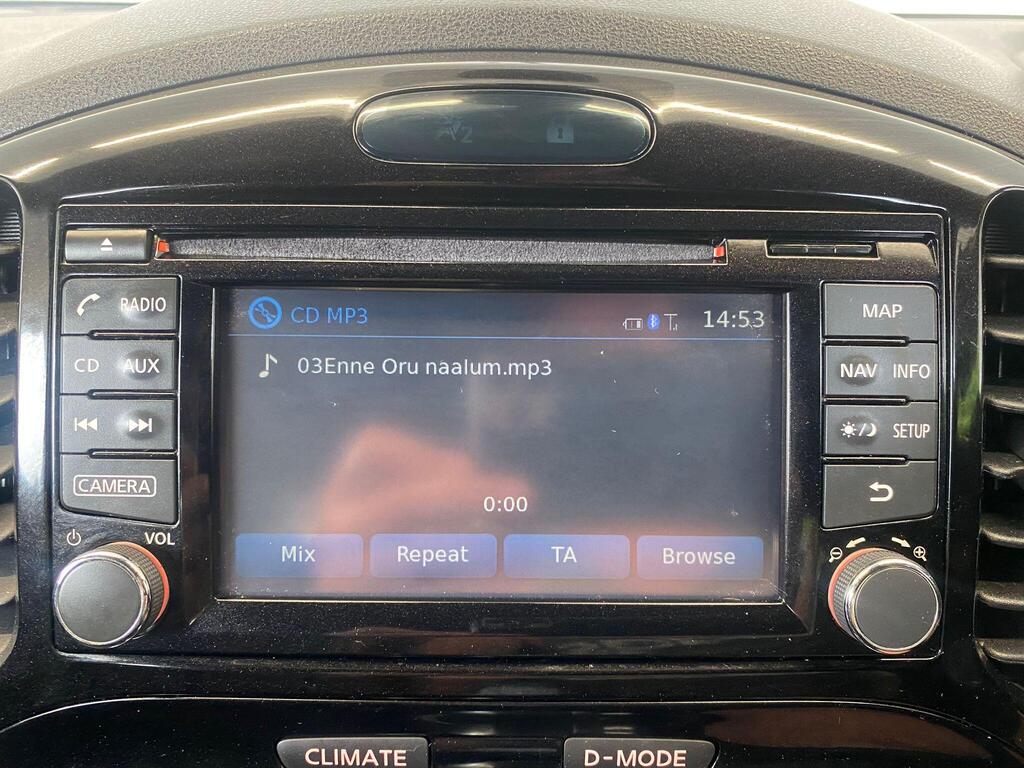 RADIO
CD AUX
CAMERA
VOL
CD MP3
14:53
03Enne Oru naalum.mp3
0:00
Mix Repeat TA Browse
MAP
NAV INFO
SETUP
CLIMATE D-MODE